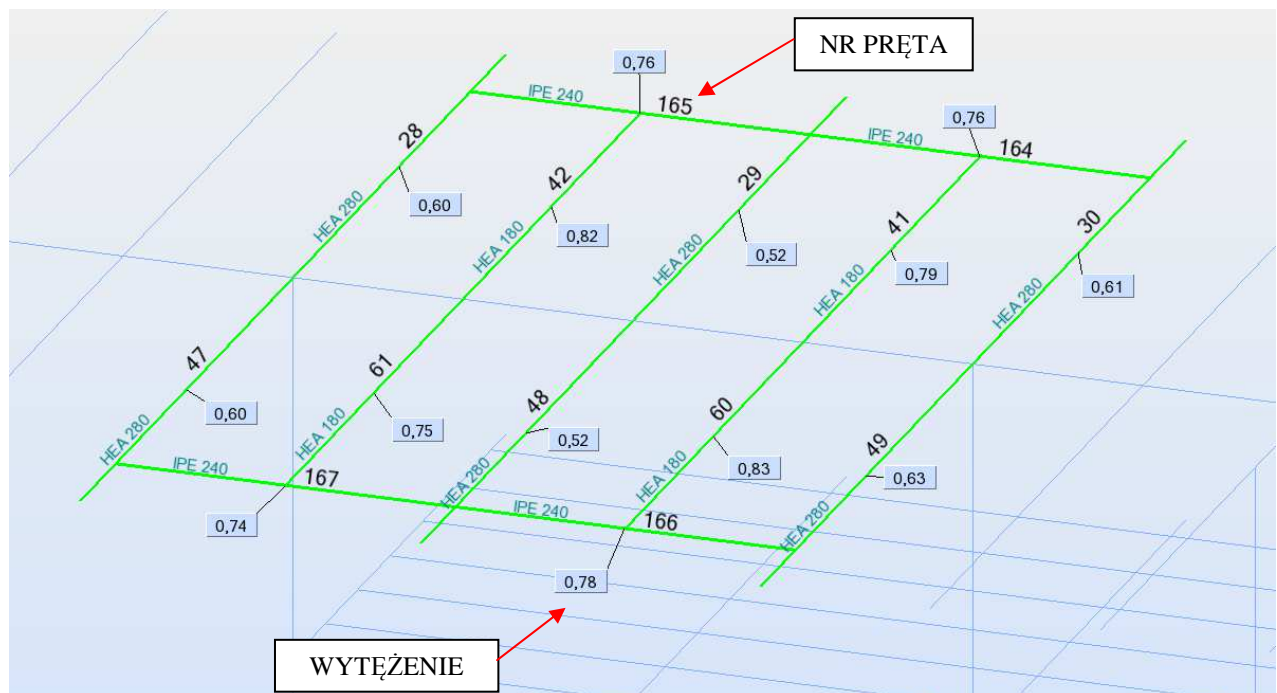 NR PRĘTA
0,76
IPE 240
165
0,76
IPE 240
164
28
HEA 280
0,60
42
HEA 180
0,82
29
HEA 280
0,52
41
HEA 180
0,79
30
HEA 280
0,61
47
HEA 280
0,60
61
HEA 180
0,75
48
HEA 280
0,52
60
HEA 180
0,83
49
HEA 280
0,63
IPE 240
167
0,74
IPE 240
166
0,78
WYTĘŻENIE